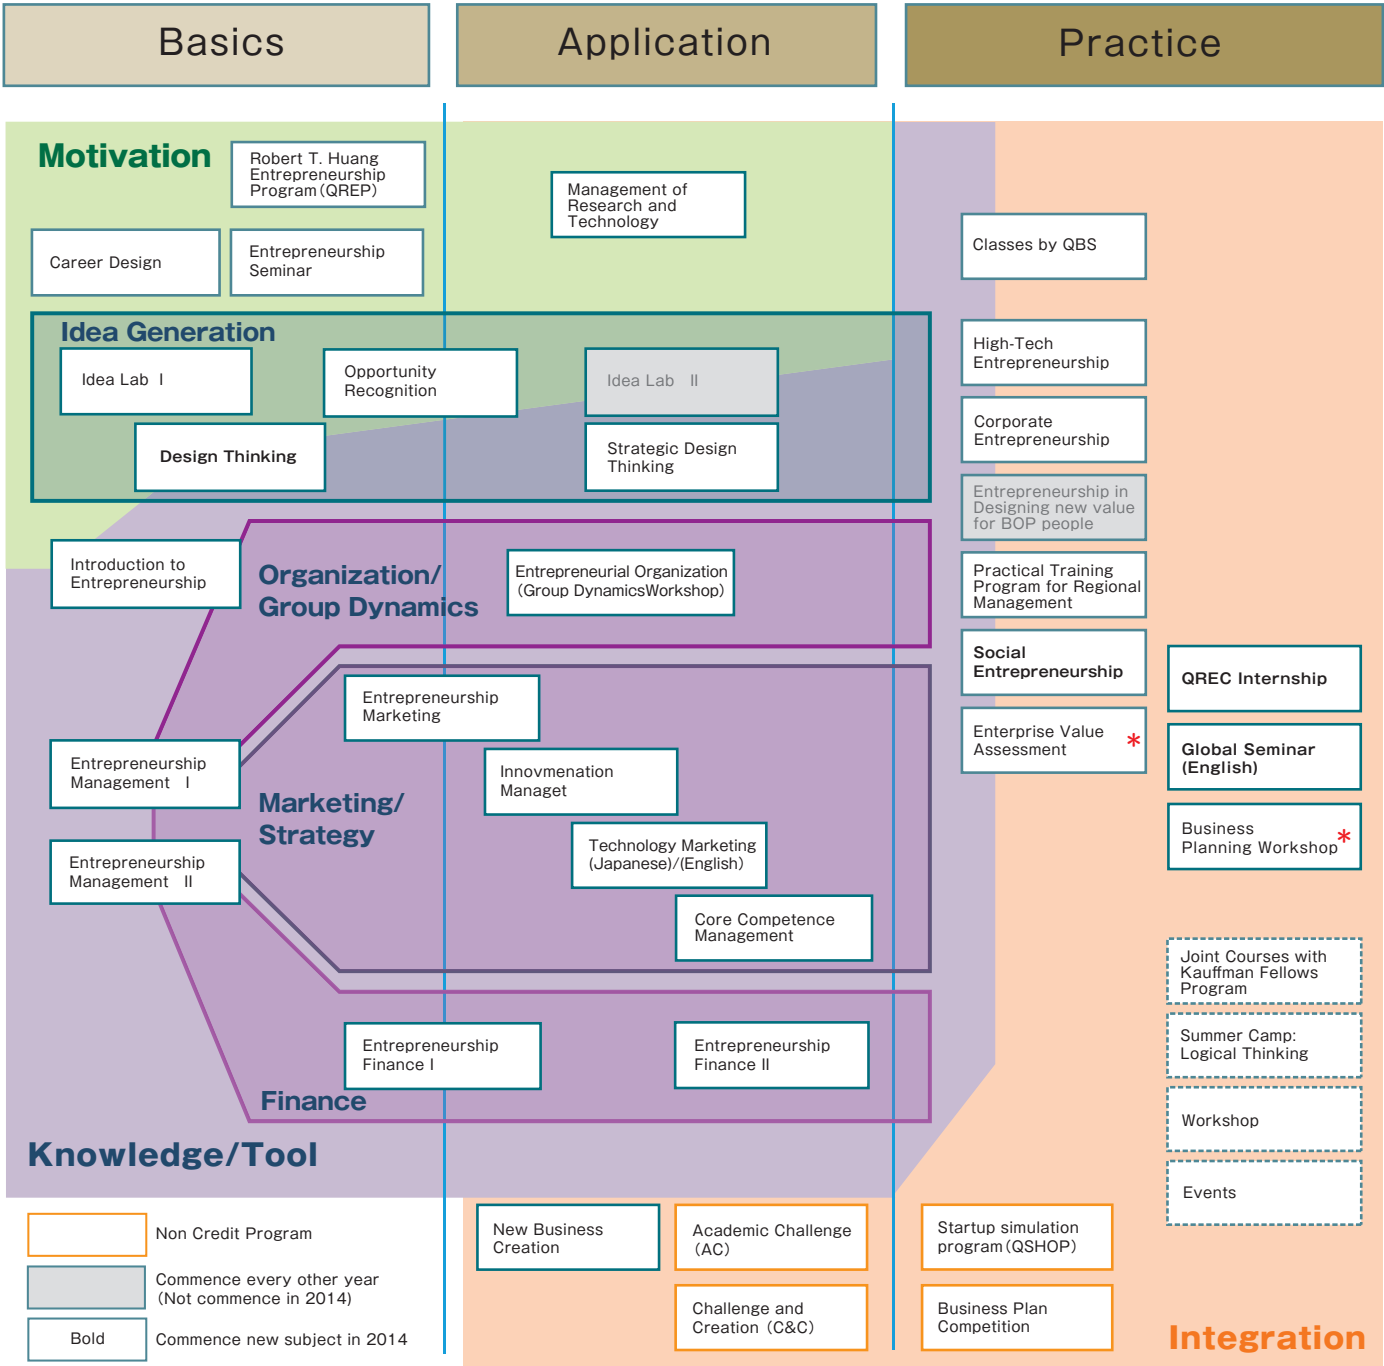 Basics
Application
Practice
Motivation
Robert T. Huang
Entrepreneurship
Program(QREP)
Career Design
Entrepreneurship
Seminar
Management of
Research and
Technology
Classes by QBS
Idea Generation
Idea Lab I
Opportunity
Recognition
Idea Lab II
Design Thinking
Strategic Design
Thinking
High-Tech
Entrepreneurship
Corporate
Entrepreneurship
Entrepreneurship in
Designing new value
for BOP people
Practical Training
Program for Regional
Management
Social
Entrepreneurship
Enterprise Value
Assessment *
Introduction to
Entrepreneurship
Organization/
Group Dynamics
Entrepreneurial Organization
(Group DynamicsWorkshop)
Entrepreneurship
Management I
Entrepreneurship
Management II
Marketing/
Strategy
Entrepreneurship
Marketing
Innovmenation
Managet
Technology Marketing
(Japanese)/(English)
Core Competence
Management
Entrepreneurship
Finance I
Entrepreneurship
Finance II
Finance
Knowledge/Tool
QREC Internship
Global Seminar
(English)
Business
Planning Workshop *
Joint Courses with
Kauffman Fellows
Program
Summer Camp:
Logical Thinking
Workshop
Events
Non Credit Program
Commence every other year
(Not commence in 2014)
Bold
Commence new subject in 2014
New Business
Creation
Academic Challenge
(AC)
Challenge and
Creation (C&C)
Startup simulation
program(QSHOP)
Business Plan
Competition
Integration